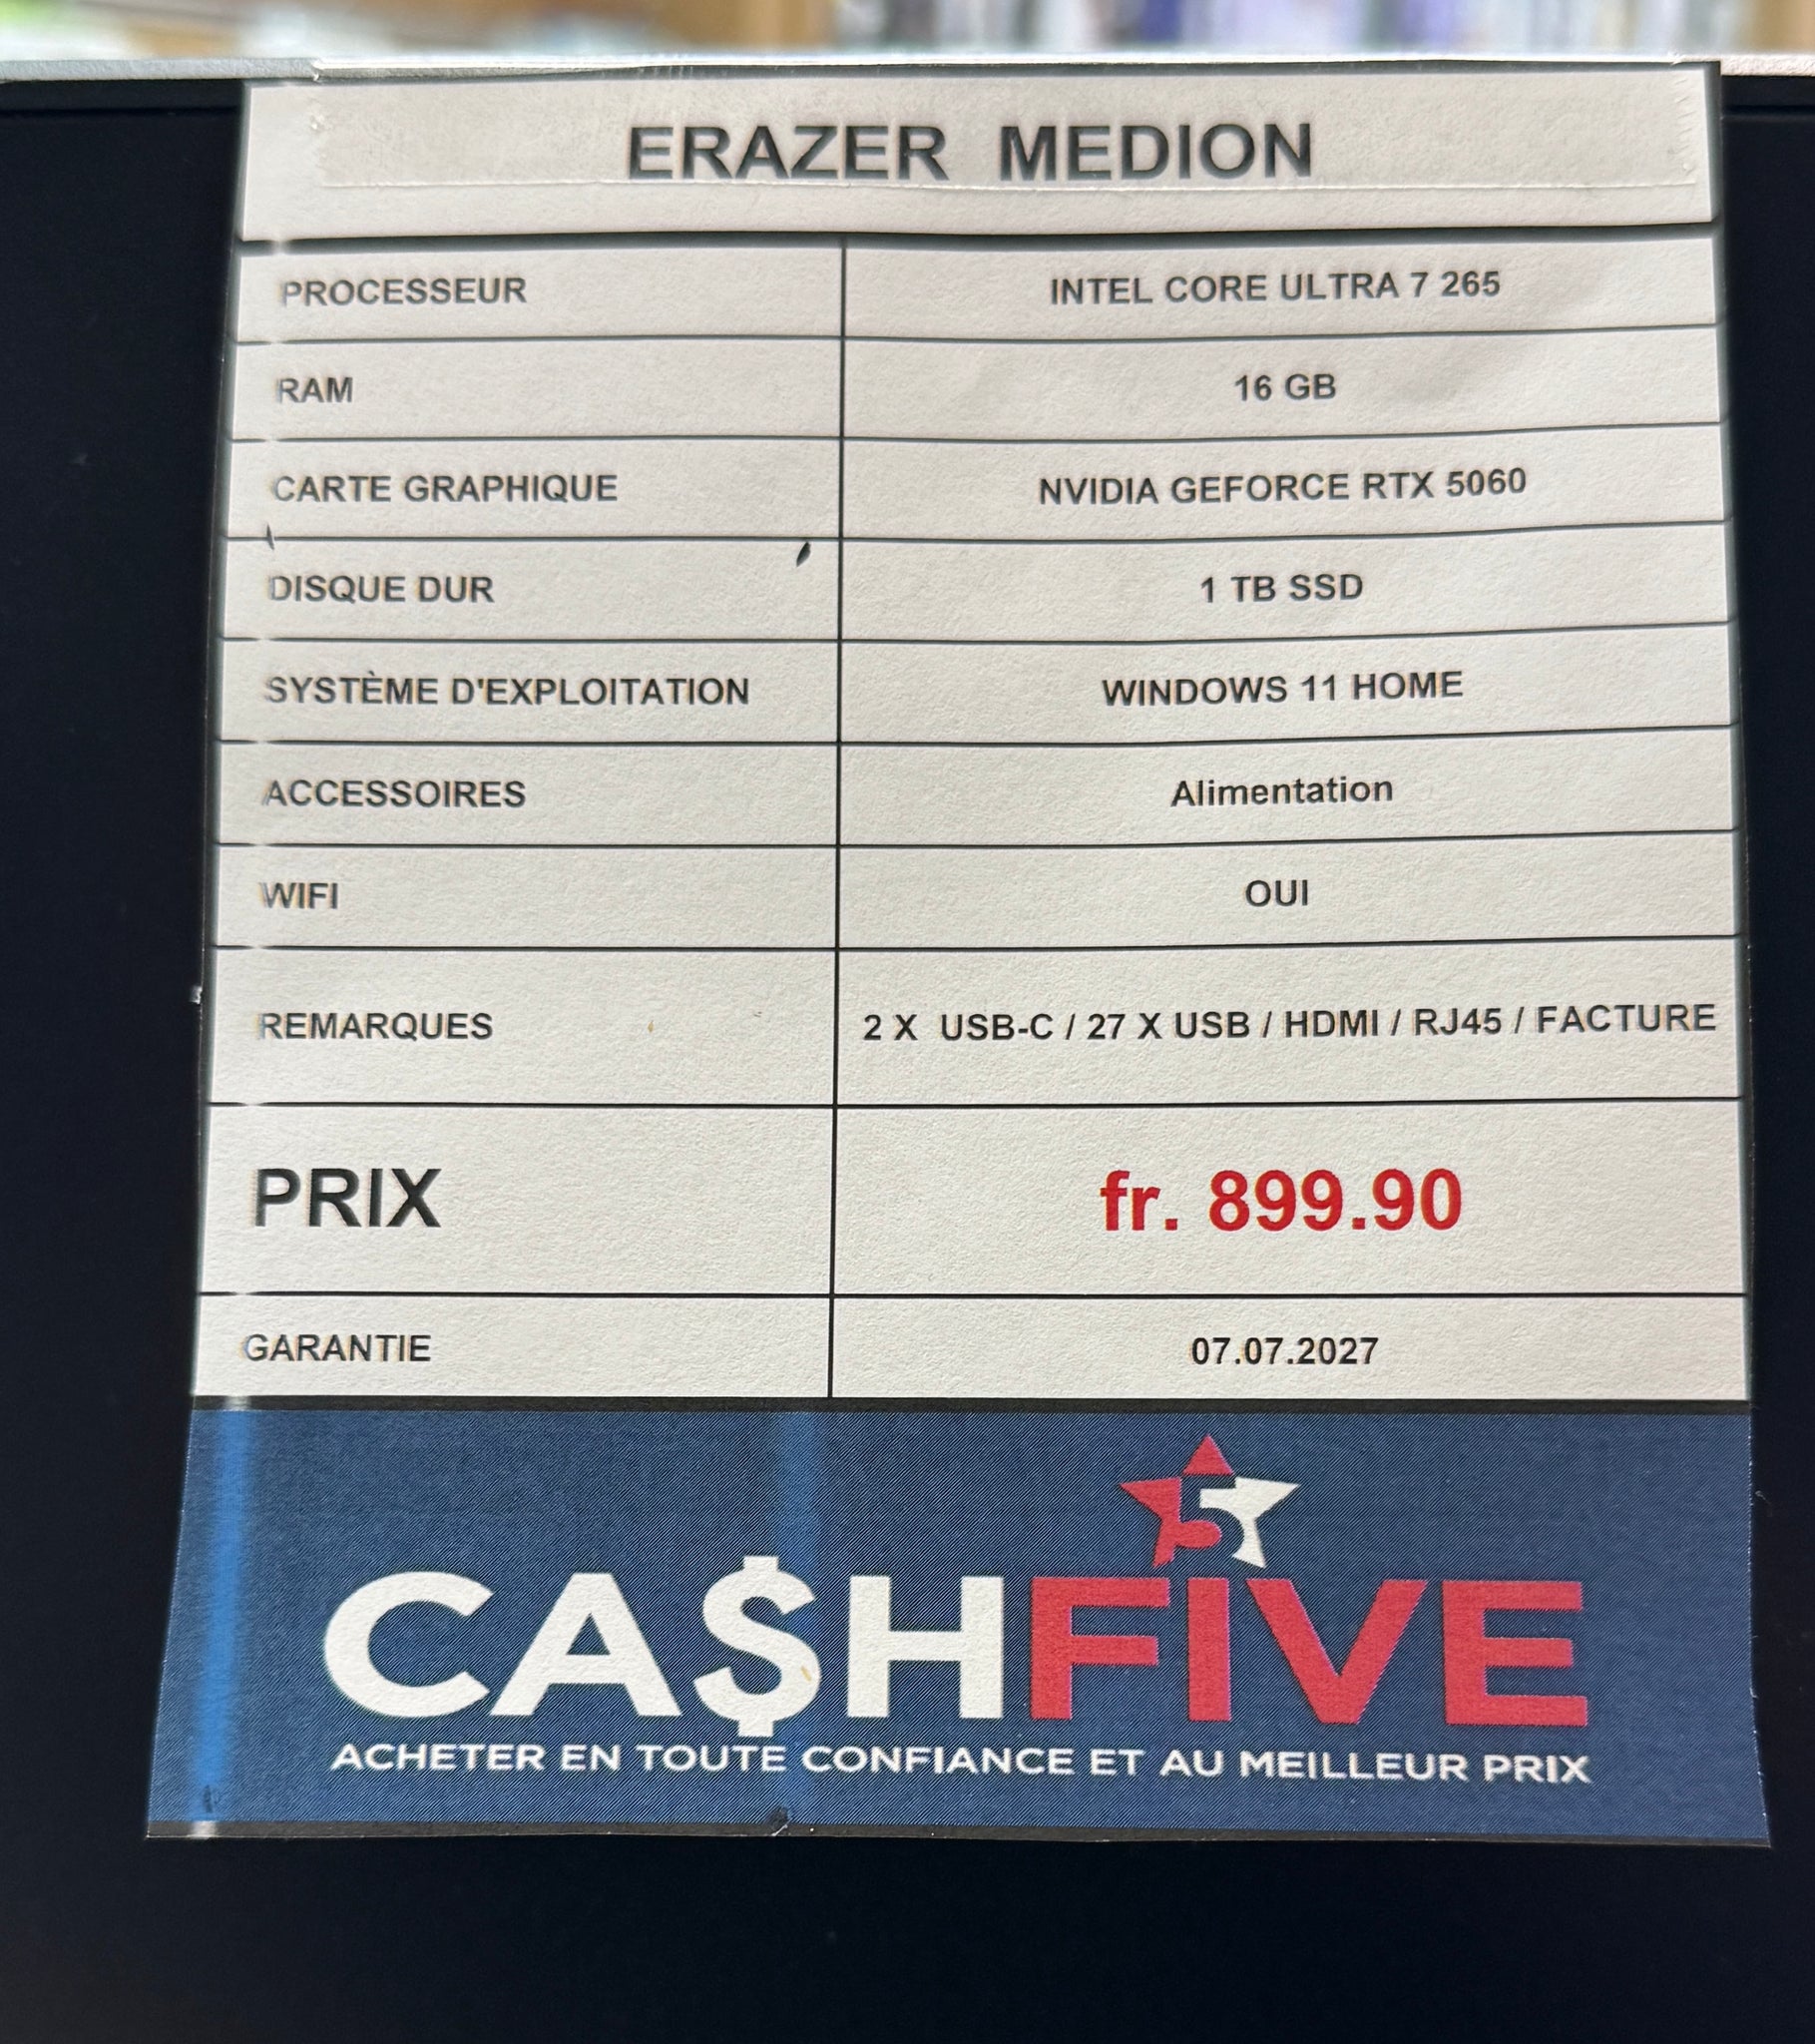 ERAZER MEDION
PROCESSEUR INTEL CORE ULTRA 7 265
RAM 16 GB
CARTE GRAPHIQUE NVIDIA GEFORCE RTX 5060
DISQUE DUR 1 TB SSD
SYSTÈME D'EXPLOITATION WINDOWS 11 HOME
ACCESSOIRES Alimentation
WIFI OUI
REMARQUES 2 X USB-C / 27 X USB / HDMI / RJ45 / FACTURE
PRIX fr. 899.90
GARANTIE 07.07.2027
5
CA$HFIVE
ACHETER EN TOUTE CONFIANCE ET AU MEILLEUR PRIX